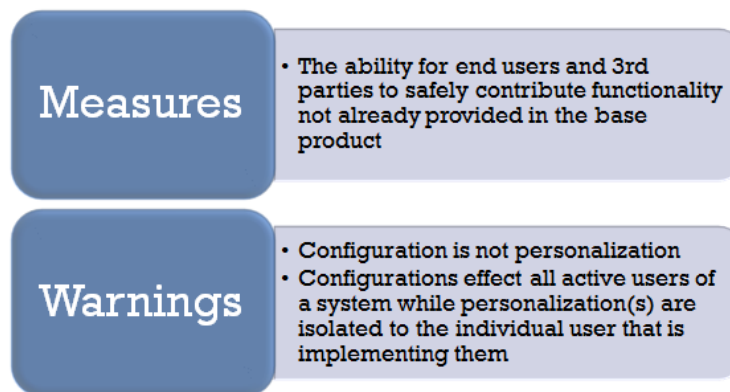 Measures
• The ability for end users and 3rd
parties to safely contribute functionality
not already provided in the base
product
Warnings
• Configuration is not personalization
• Configurations effect all active users of
a system while personalization(s) are
isolated to the individual user that is
implementing them